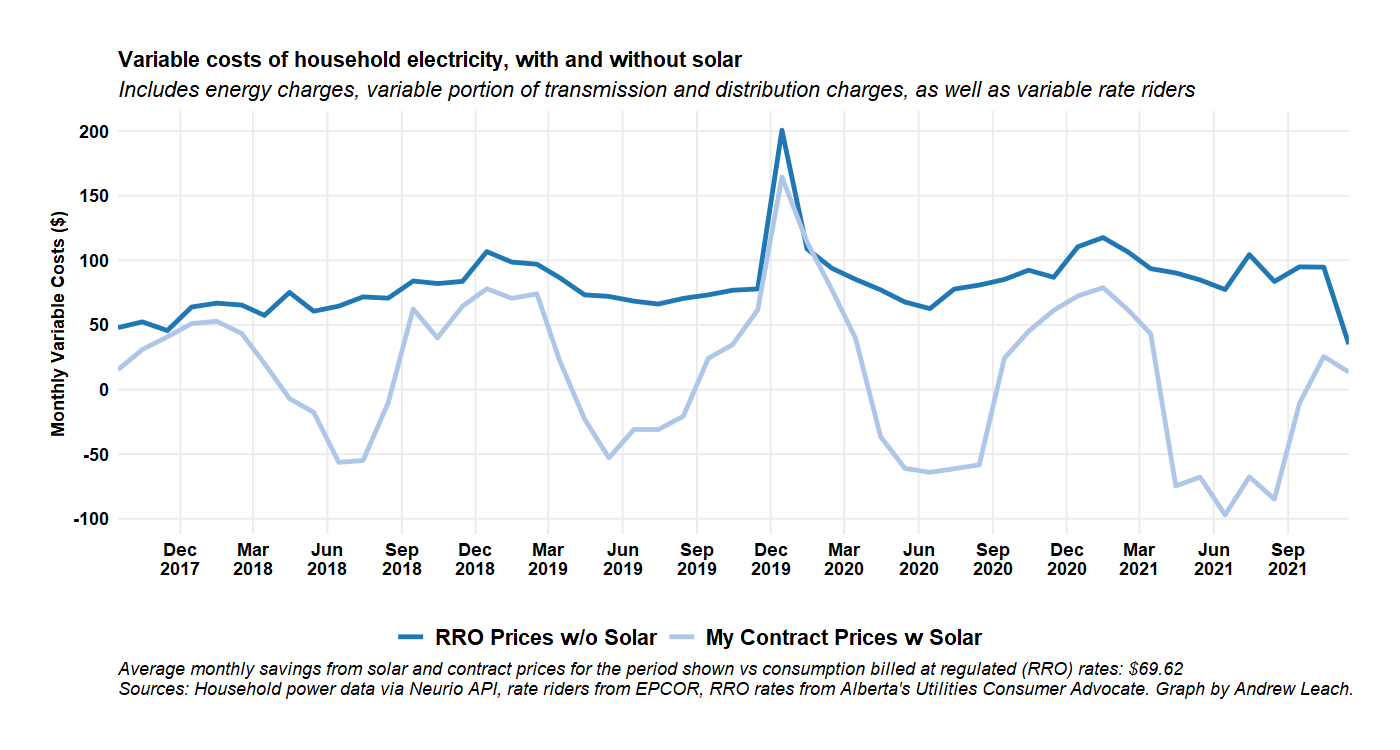 Variable costs of household electricity, with and without solar
Includes energy charges, variable portion of transmission and distribution charges, as well as variable rate riders
Monthly Variable Costs ($)
200
150
100
50
0
-50
-100
Dec Mar Jun Sep Dec Mar Jun Sep Dec Mar Jun Sep Dec Mar Jun Sep
2017 2018 2018 2018 2018 2019 2019 2019 2019 2020 2020 2020 2020 2021 2021 2021
RRO Prices w/o Solar My Contract Prices w Solar
Average monthly savings from solar and contract prices for the period shown vs consumption billed at regulated (RRO) rates: $69.62
Sources: Household power data via Neurio API, rate riders from EPCOR, RRO rates from Alberta's Utilities Consumer Advocate. Graph by Andrew Leach.